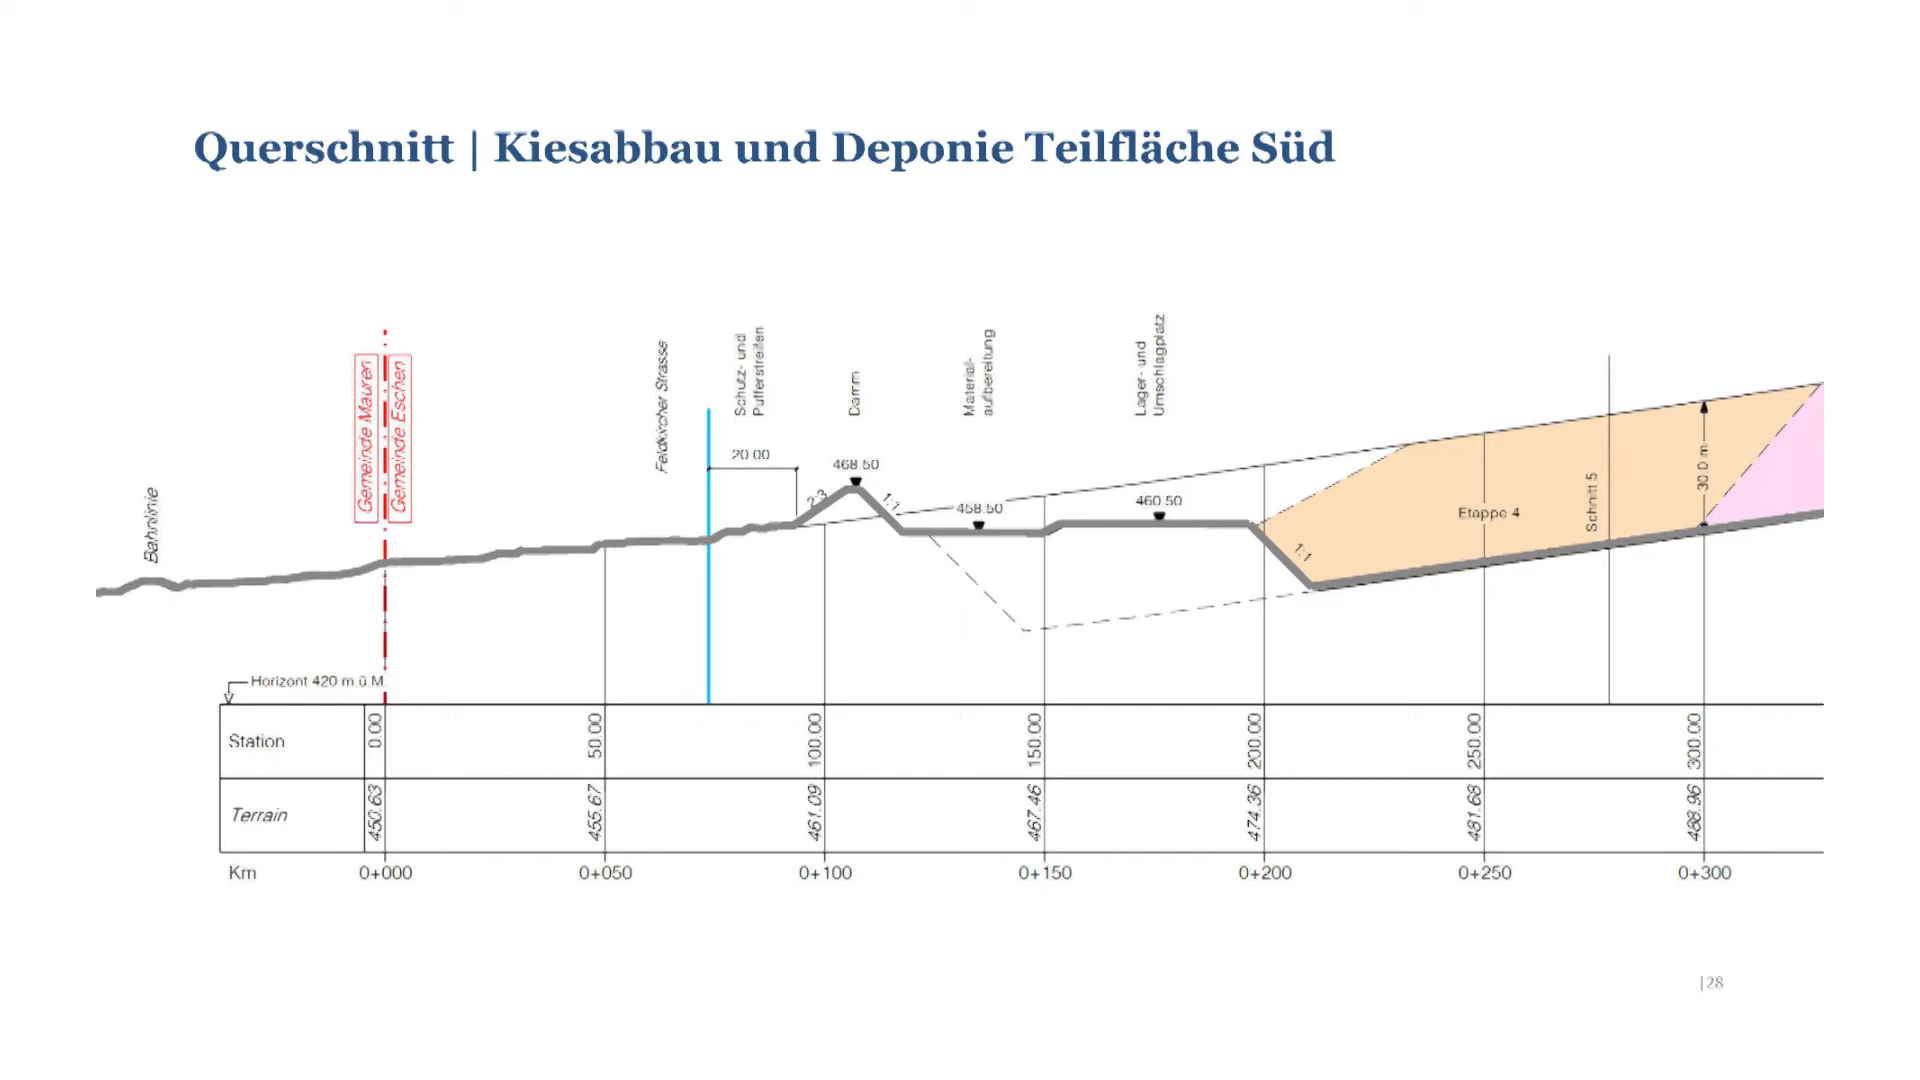 Querschnitt | Kiesabbau und Deponie Teilfläche Süd
Bahnlinie
Gemeinde Mauren
Gemeinde Eschen
Feldkircher Strasse
Schutz- und
Pufferstreifen
Damm
Material-
aufbereitung
Lager- und
Umschlagplatz
20.00
2:3
468.50
1:1
458.50
460.50
1:1
Etappe 4
Schnitt 5
30.0 m
Horizont 420 m.ü.M.
Station
0.00
50.00
100.00
150.00
200.00
250.00
300.00
Terrain
450.63
455.67
461.09
467.46
474.36
481.68
488.96
Km
0+000
0+050
0+100
0+150
0+200
0+250
0+300
|28